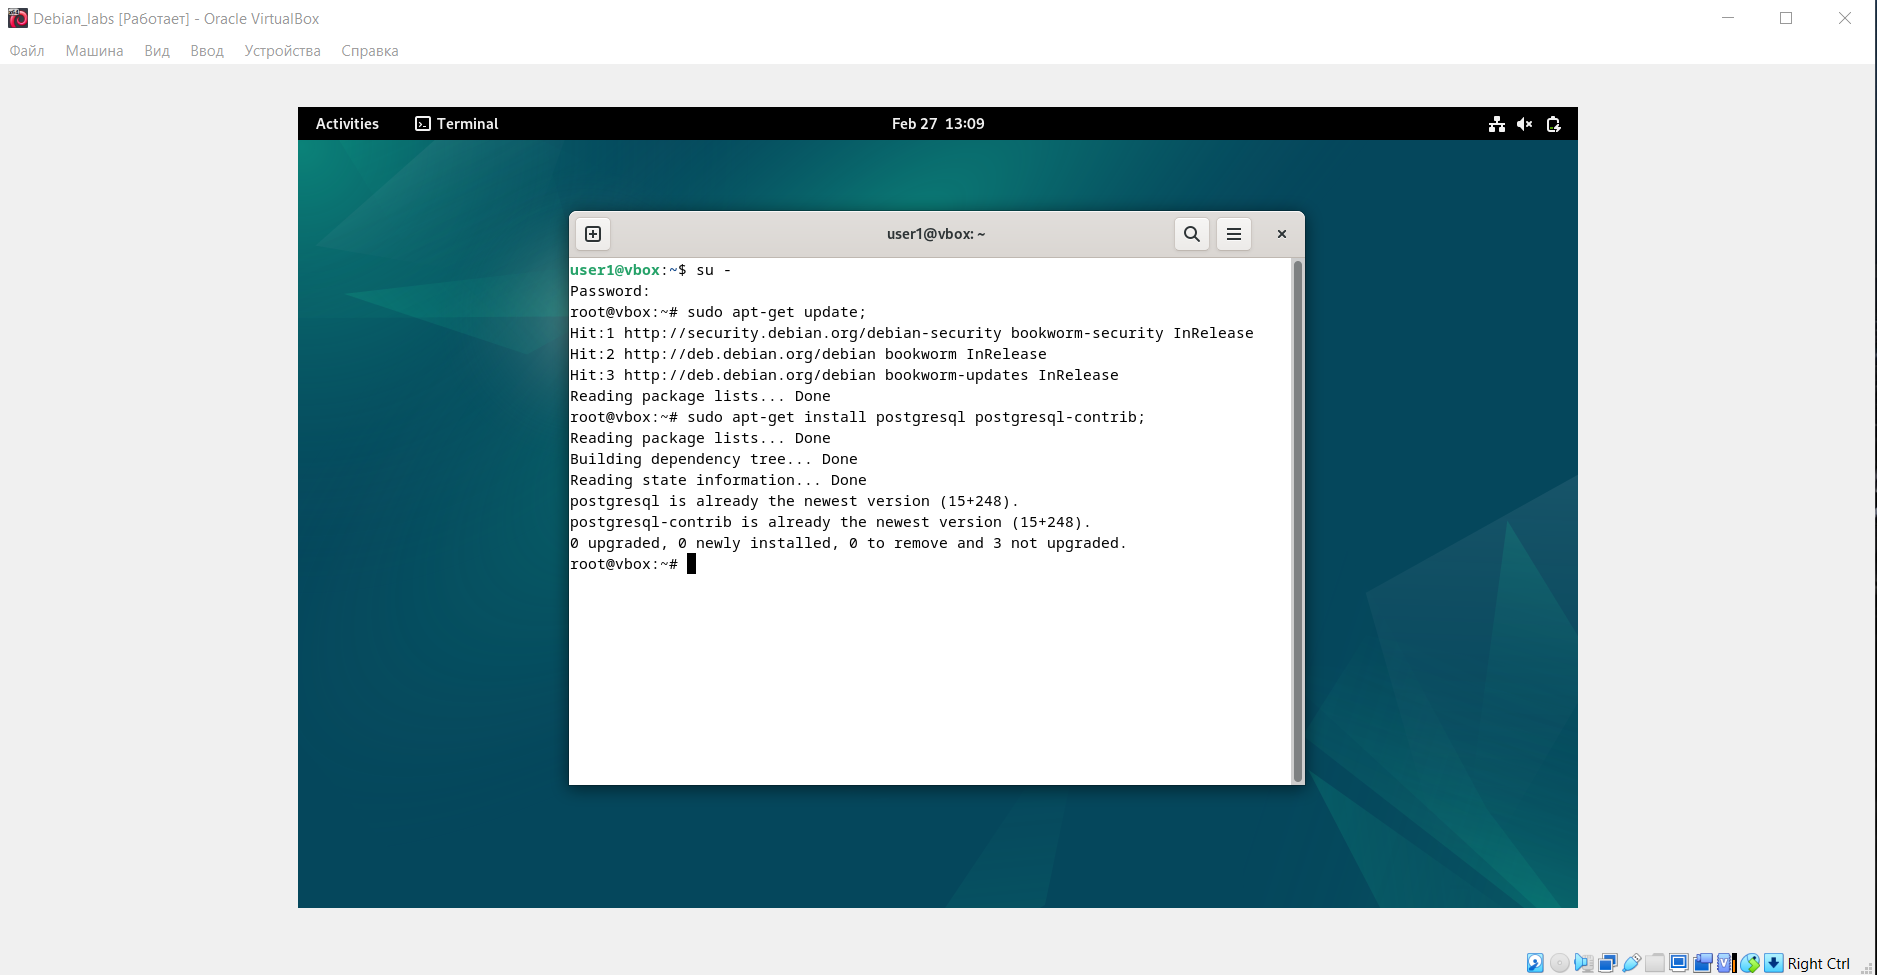 Debian_labs [Работает] - Oracle VirtualBox
Файл Машина Вид Ввод Устройства Справка
Activities Terminal Feb 27 13:09
user1@vbox: ~
user1@vbox:~$ su -
Password:
root@vbox:~# sudo apt-get update;
Hit:1 http://security.debian.org/debian-security bookworm-security InRelease
Hit:2 http://deb.debian.org/debian bookworm InRelease
Hit:3 http://deb.debian.org/debian bookworm-updates InRelease
Reading package lists... Done
root@vbox:~# sudo apt-get install postgresql postgresql-contrib;
Reading package lists... Done
Building dependency tree... Done
Reading state information... Done
postgresql is already the newest version (15+248).
postgresql-contrib is already the newest version (15+248).
0 upgraded, 0 newly installed, 0 to remove and 3 not upgraded.
root@vbox:~#
Right Ctrl